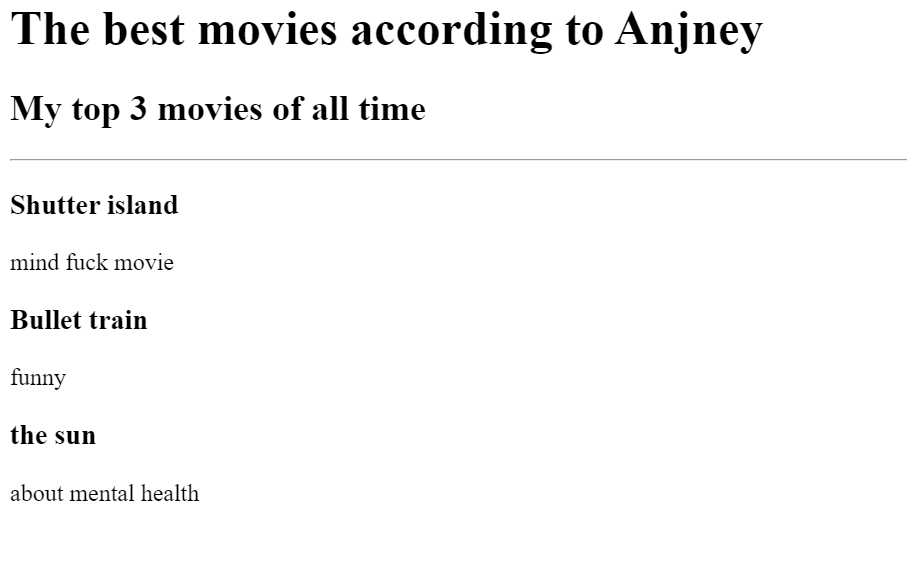 The best movies according to Anjney
My top 3 movies of all time
Shutter island
mind fuck movie
Bullet train
funny
the sun
about mental health